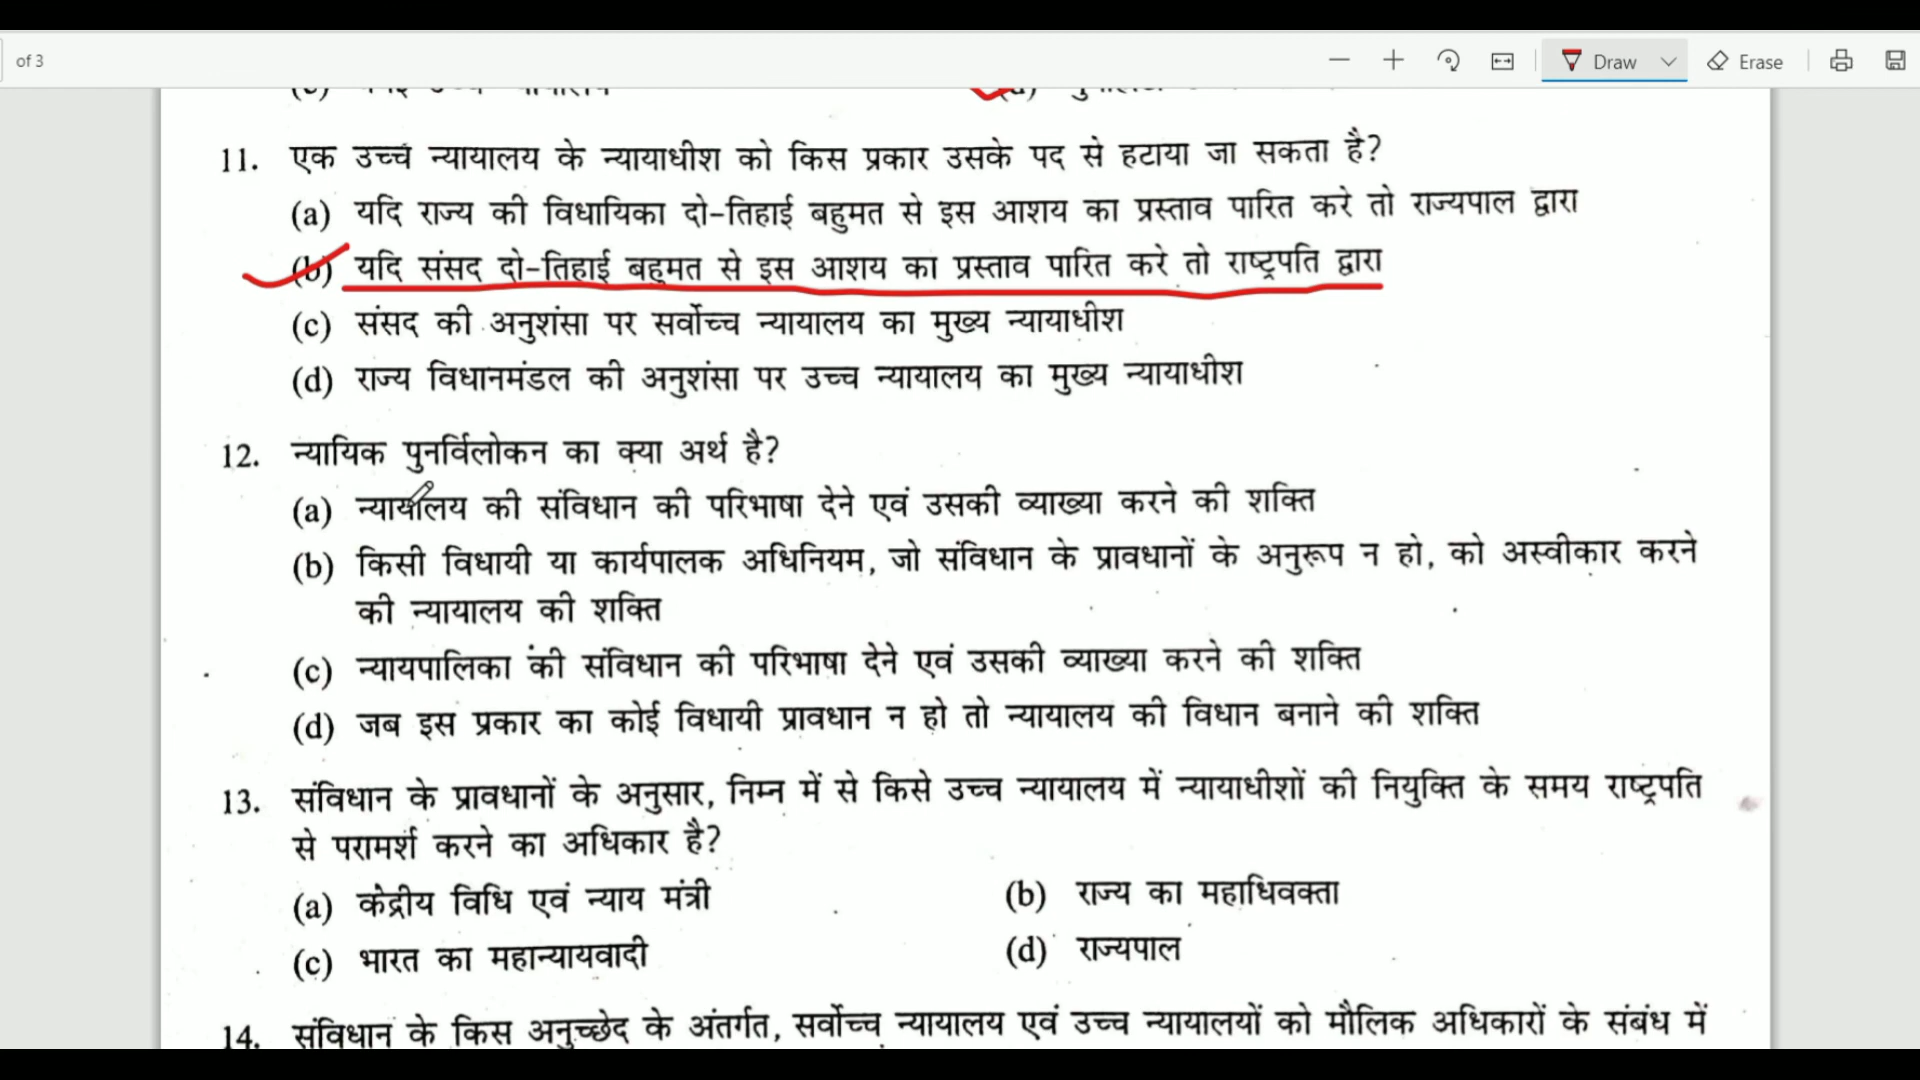 of 3
Draw
Erase
11. एक उच्च न्यायालय के न्यायाधीश को किस प्रकार उसके पद से हटाया जा सकता है?
(a) यदि राज्य की विधायिका दो-तिहाई बहुमत से इस आशय का प्रस्ताव पारित करे तो राज्यपाल द्वारा
(b) यदि संसद दो-तिहाई बहुमत से इस आशय का प्रस्ताव पारित करे तो राष्ट्रपति द्वारा
(c) संसद की अनुशंसा पर सर्वोच्च न्यायालय का मुख्य न्यायाधीश
(d) राज्य विधानमंडल की अनुशंसा पर उच्च न्यायालय का मुख्य न्यायाधीश
12. न्यायिक पुनर्विलोकन का क्या अर्थ है?
(a) न्यायालय की संविधान की परिभाषा देने एवं उसकी व्याख्या करने की शक्ति
(b) किसी विधायी या कार्यपालक अधिनियम, जो संविधान के प्रावधानों के अनुरूप न हो, को अस्वीकार करने
की न्यायालय की शक्ति
(c) न्यायपालिका की संविधान की परिभाषा देने एवं उसकी व्याख्या करने की शक्ति
(d) जब इस प्रकार का कोई विधायी प्रावधान न हो तो न्यायालय की विधान बनाने की शक्ति
13. संविधान के प्रावधानों के अनुसार, निम्न में से किसे उच्च न्यायालय में न्यायाधीशों की नियुक्ति के समय राष्ट्रपति
से परामर्श करने का अधिकार है?
(a) केंद्रीय विधि एवं न्याय मंत्री (b) राज्य का महाधिवक्ता
(c) भारत का महान्यायवादी (d) राज्यपाल
14. संविधान के किस अनुच्छेद के अंतर्गत, सर्वोच्च न्यायालय एवं उच्च न्यायालयों को मौलिक अधिकारों के संबंध में